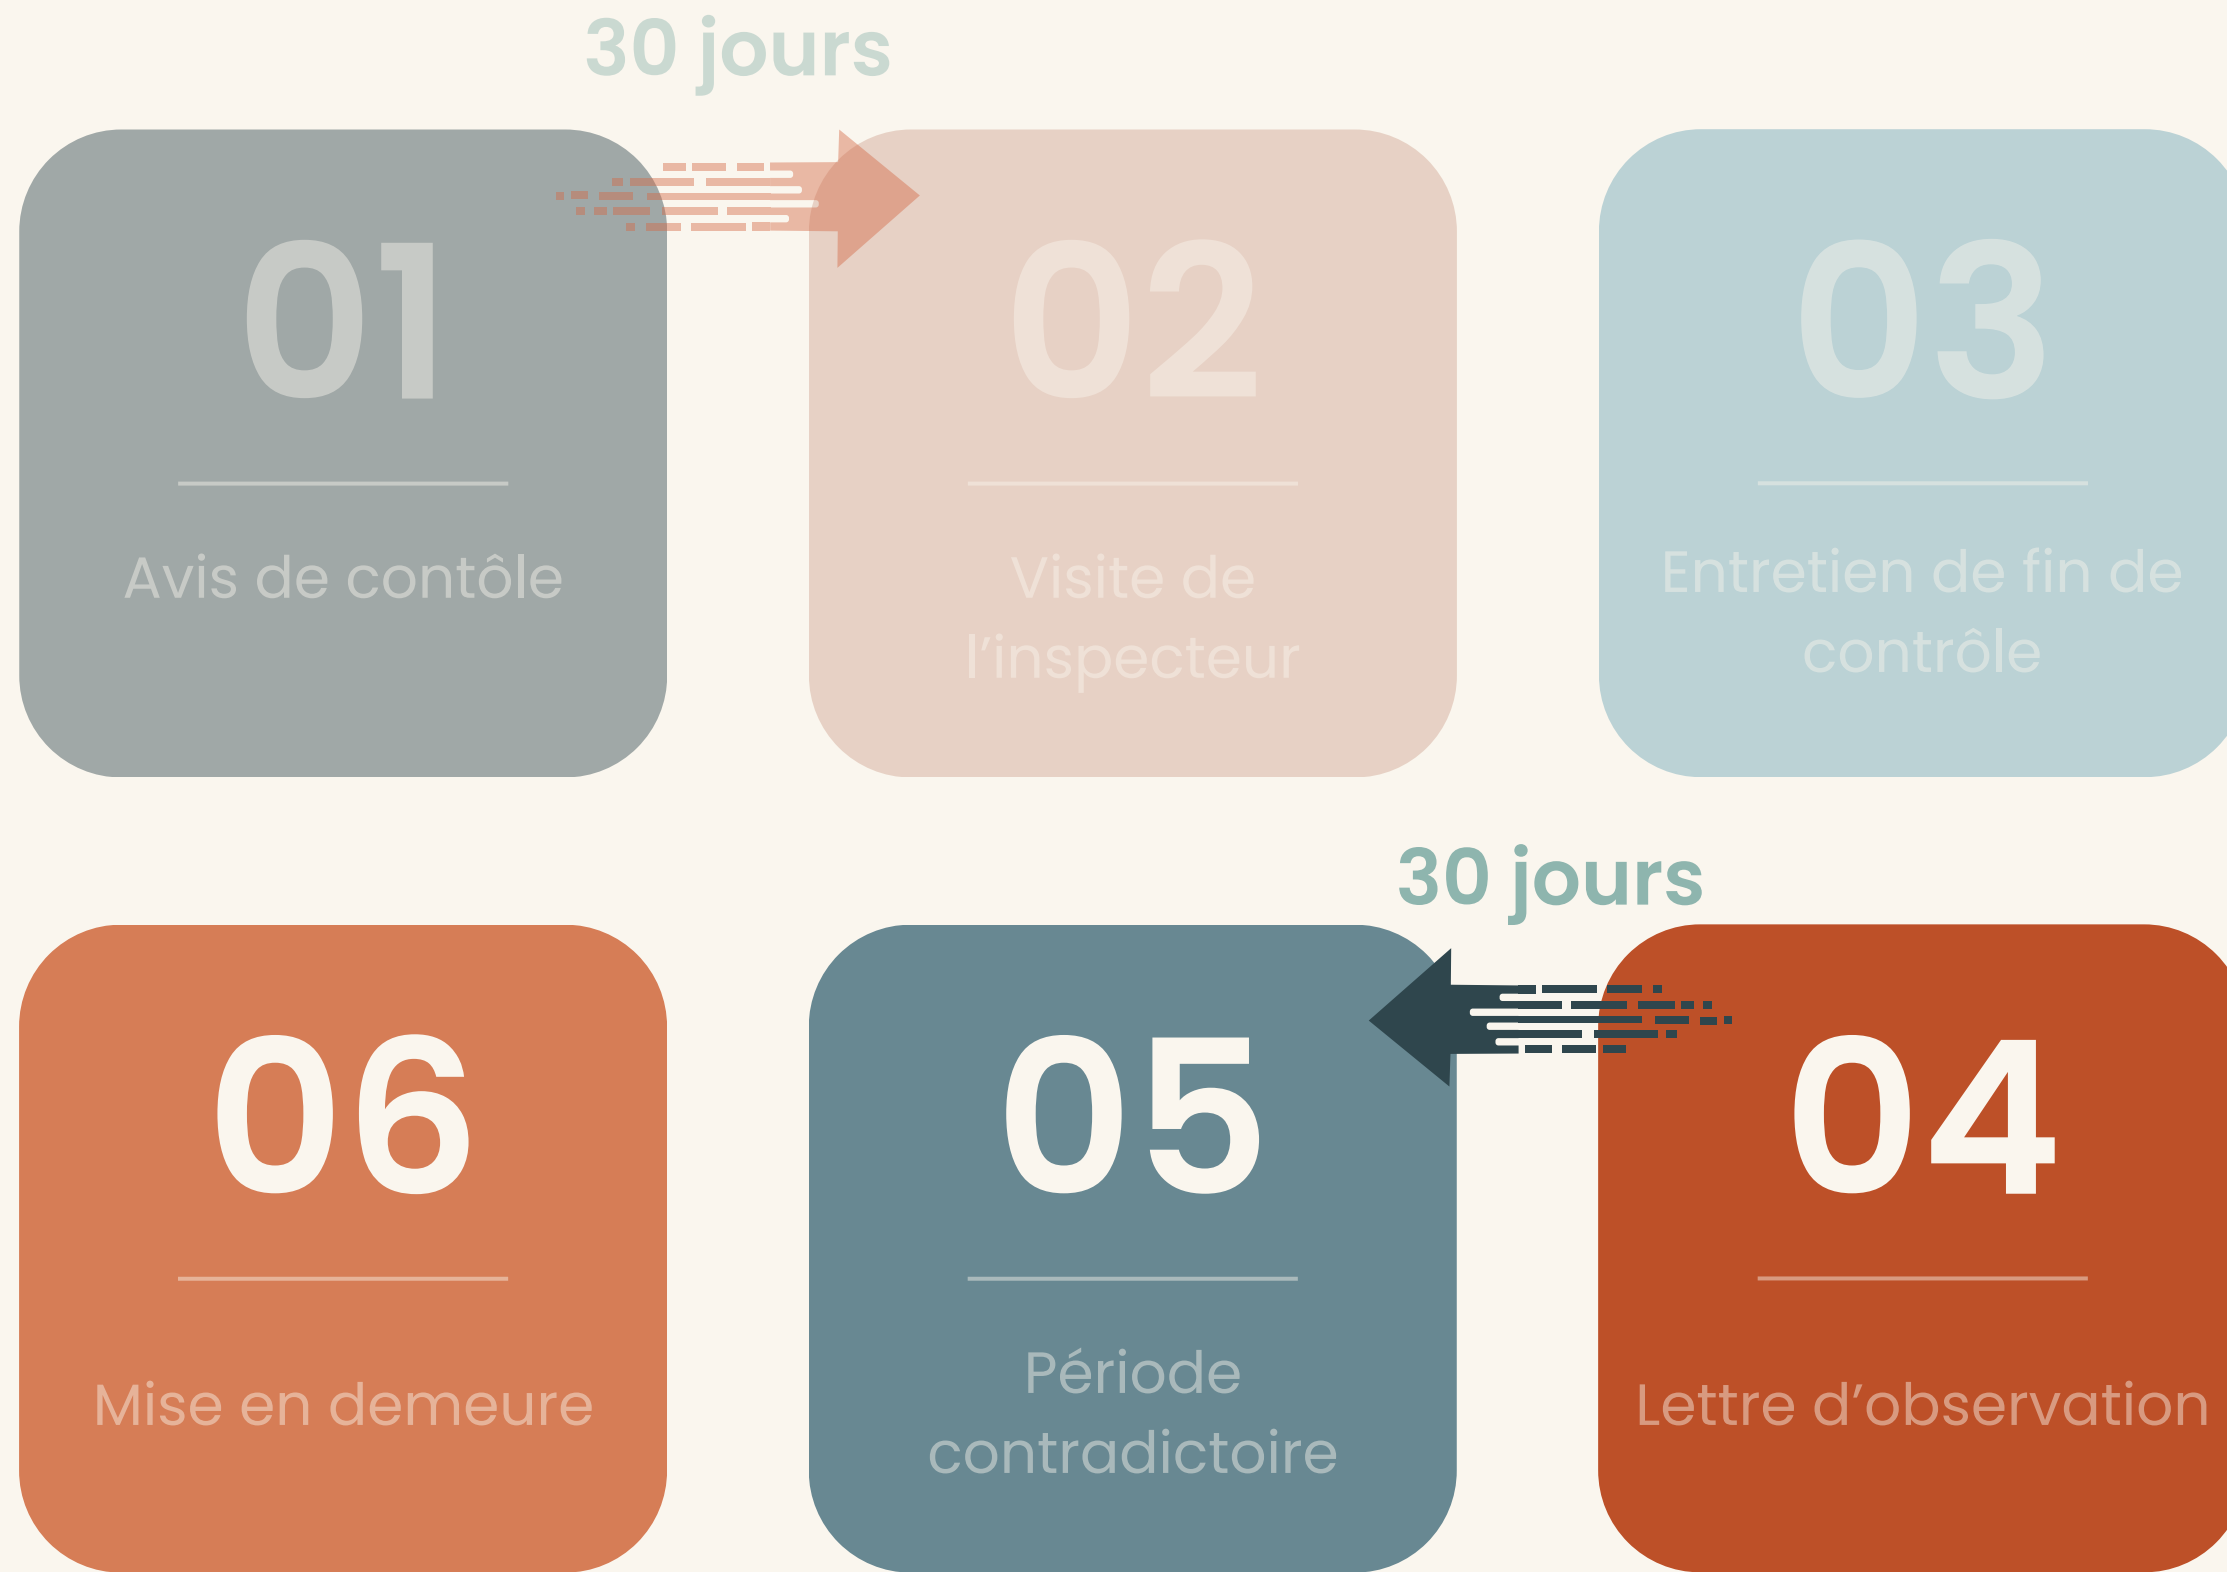 30 jours
01
Avis de contôle
02
Visite de
l’inspecteur
03
Entretien de fin de
contrôle
30 jours
06
Mise en demeure
05
Période
contradictoire
04
Lettre d’observation